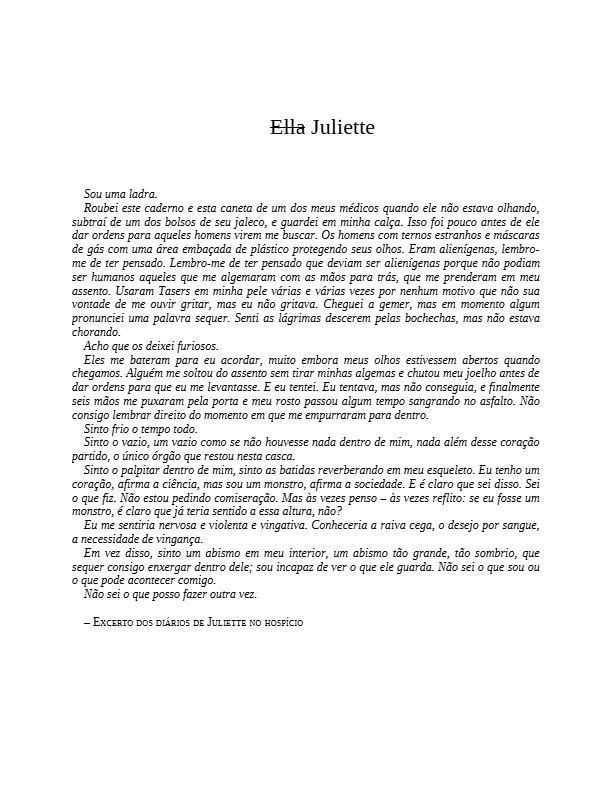 Ella Juliette
Sou uma ladra.
Roubei este caderno e esta caneta de um dos meus médicos quando ele não estava olhando,
subtraí de um dos bolsos de seu jaleco, e guardei em minha calça. Isso foi pouco antes de ele
dar ordens para aqueles homens virem me buscar. Os homens com ternos estranhos e máscaras
de gás com uma área embaçada de plástico protegendo seus olhos. Eram alienígenas, lembro-
me de ter pensado. Lembro-me de ter pensado que deviam ser alienígenas porque não podiam
ser humanos aqueles que me algemaram com as mãos para trás, que me prenderam em meu
assento. Usaram Tasers em minha pele várias e várias vezes por nenhum motivo que não sua
vontade de me ouvir gritar, mas eu não gritava. Cheguei a gemer, mas em momento algum
pronunciei uma palavra sequer. Senti as lágrimas descerem pelas bochechas, mas não estava
chorando.
Acho que os deixei furiosos.
Eles me bateram para eu acordar, muito embora meus olhos estivessem abertos quando
chegamos. Alguém me soltou do assento sem tirar minhas algemas e chutou meu joelho antes de
dar ordens para que eu me levantasse. E eu tentei. Eu tentava, mas não conseguia, e finalmente
seis mãos me puxaram pela porta e meu rosto passou algum tempo sangrando no asfalto. Não
consigo lembrar direito do momento em que me empurraram para dentro.
Sinto frio o tempo todo.
Sinto o vazio, um vazio como se não houvesse nada dentro de mim, nada além desse coração
partido, o único órgão que restou nesta casca.
Sinto o palpitar dentro de mim, sinto as batidas reverberando em meu esqueleto. Eu tenho um
coração, afirma a ciência, mas sou um monstro, afirma a sociedade. E é claro que sei disso. Sei
o que fiz. Não estou pedindo comiseração. Mas às vezes penso – às vezes reflito: se eu fosse um
monstro, é claro que já teria sentido a essa altura, não?
Eu me sentiria nervosa e violenta e vingativa. Conheceria a raiva cega, o desejo por sangue,
a necessidade de vingança.
Em vez disso, sinto um abismo em meu interior, um abismo tão grande, tão sombrio, que
sequer consigo enxergar dentro dele; sou incapaz de ver o que ele guarda. Não sei o que sou ou
o que pode acontecer comigo.
Não sei o que posso fazer outra vez.
– Excerto dos diários de Juliette no hospício